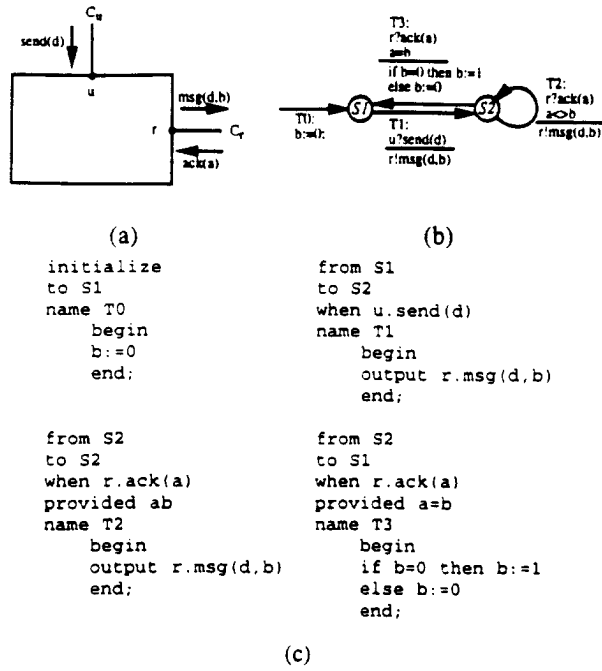 C_u
send(d)
u
msg(d,b)
r
C_r
ack(a)
(a)
T3:
r?ack(a)
a=b
if b=0 then b:=1
else b:=0
T2:
r?ack(a)
a<>b
r!msg(d,b)
S1
S2
T0:
b:=0;
T1:
u?send(d)
r!msg(d,b)
(b)
initialize
to S1
name T0
begin
b:=0
end;
from S1
to S2
when u.send(d)
name T1
begin
output r.msg(d,b)
end;
from S2
to S2
when r.ack(a)
provided ab
name T2
begin
output r.msg(d,b)
end;
from S2
to S1
when r.ack(a)
provided a=b
name T3
begin
if b=0 then b:=1
else b:=0
end;
(c)